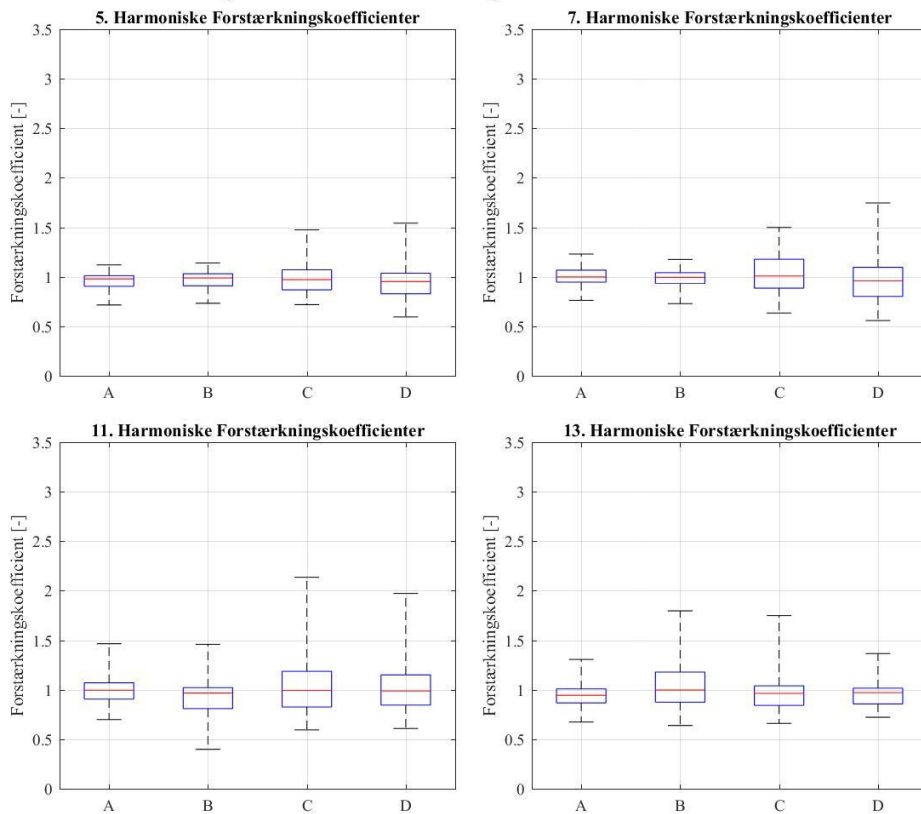 5. Harmoniske Forstærkningskoefficienter
3.5
3
2.5
2
1.5
1
0.5
0
Forstærkningskoefficient [-]
A B C D
7. Harmoniske Forstærkningskoefficienter
3.5
3
2.5
2
1.5
1
0.5
0
Forstærkningskoefficient [-]
A B C D
11. Harmoniske Forstærkningskoefficienter
3.5
3
2.5
2
1.5
1
0.5
0
Forstærkningskoefficient [-]
A B C D
13. Harmoniske Forstærkningskoefficienter
3.5
3
2.5
2
1.5
1
0.5
0
Forstærkningskoefficient [-]
A B C D